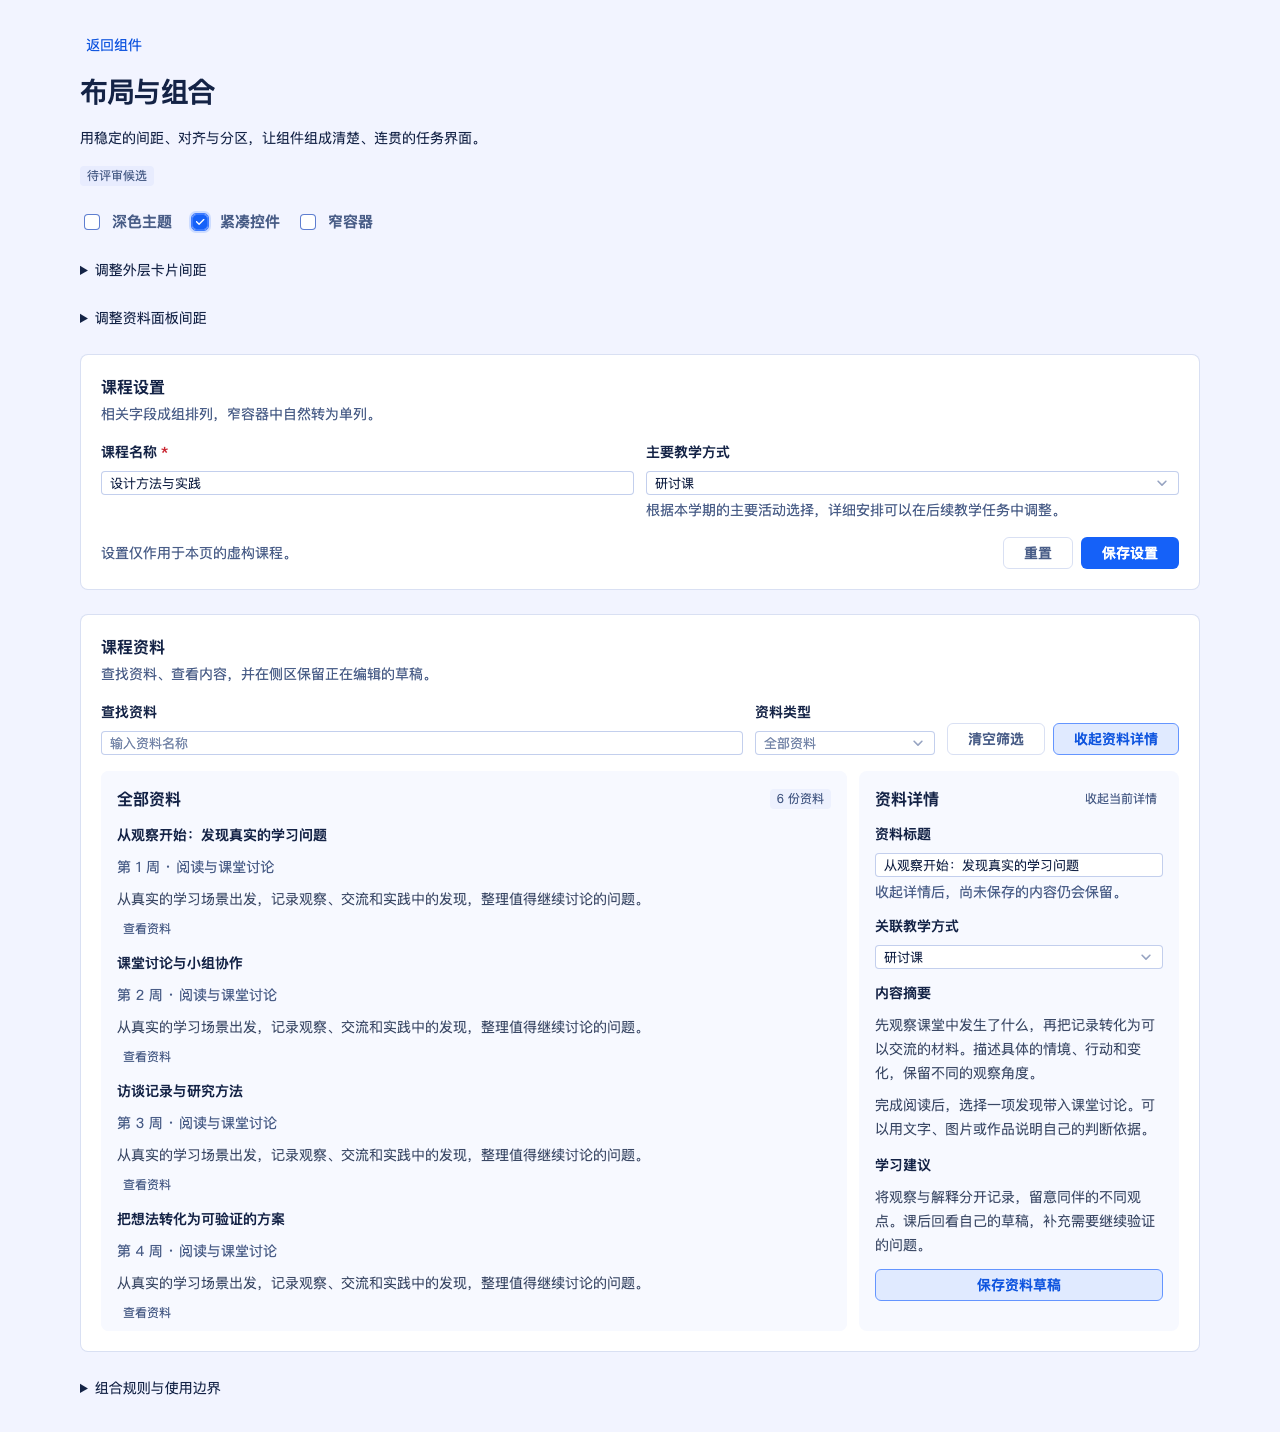 返回组件
布局与组合
用稳定的间距、对齐与分区，让组件组成清楚、连贯的任务界面。
待评审候选
深色主题 紧凑控件 窄容器
调整外层卡片间距
调整资料面板间距
课程设置
相关字段成组排列，窄容器中自然转为单列。
课程名称 * 主要教学方式
设计方法与实践 研讨课
根据本学期的主要活动选择，详细安排可以在后续教学任务中调整。
设置仅作用于本页的虚构课程。 重置 保存设置
课程资料
查找资料、查看内容，并在侧区保留正在编辑的草稿。
查找资料 资料类型
输入资料名称 全部资料 清空筛选 收起资料详情
全部资料 6 份资料
从观察开始：发现真实的学习问题
第 1 周 · 阅读与课堂讨论
从真实的学习场景出发，记录观察、交流和实践中的发现，整理值得继续讨论的问题。
查看资料
课堂讨论与小组协作
第 2 周 · 阅读与课堂讨论
从真实的学习场景出发，记录观察、交流和实践中的发现，整理值得继续讨论的问题。
查看资料
访谈记录与研究方法
第 3 周 · 阅读与课堂讨论
从真实的学习场景出发，记录观察、交流和实践中的发现，整理值得继续讨论的问题。
查看资料
把想法转化为可验证的方案
第 4 周 · 阅读与课堂讨论
从真实的学习场景出发，记录观察、交流和实践中的发现，整理值得继续讨论的问题。
查看资料
资料详情 收起当前详情
资料标题
从观察开始：发现真实的学习问题
收起详情后，尚未保存的内容仍会保留。
关联教学方式
研讨课
内容摘要
先观察课堂中发生了什么，再把记录转化为可
以交流的材料。描述具体的情境、行动和变
化，保留不同的观察角度。
完成阅读后，选择一项发现带入课堂讨论。可
以用文字、图片或作品说明自己的判断依据。
学习建议
将观察与解释分开记录，留意同伴的不同观
点。课后回看自己的草稿，补充需要继续验证
的问题。
保存资料草稿
组合规则与使用边界